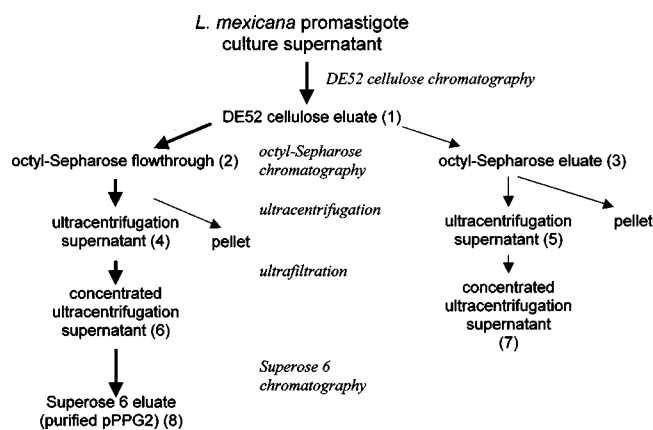 L. mexicana promastigote
culture supernatant
DE52 cellulose chromatography
DE52 cellulose eluate (1)
octyl-Sepharose flowthrough (2)
octyl-Sepharose
chromatography
octyl-Sepharose eluate (3)
ultracentrifugation
ultracentrifugation
supernatant (4)
pellet
ultracentrifugation
supernatant (5)
pellet
ultrafiltration
concentrated
ultracentrifugation
supernatant (6)
concentrated
ultracentrifugation
supernatant
(7)
Superose 6
chromatography
Superose 6 eluate
(purified pPPG2) (8)